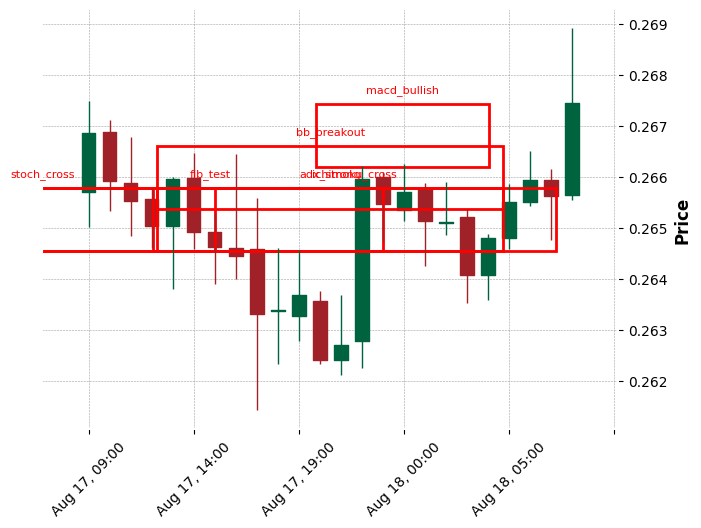 0.269
0.268
macd_bullish
0.267
bb_breakout
0.266
stoch_cross
fib_test
0.265
0.264
0.263
0.262
Price
Aug 17, 09:00
Aug 17, 14:00
Aug 17, 19:00
Aug 18, 00:00
Aug 18, 05:00